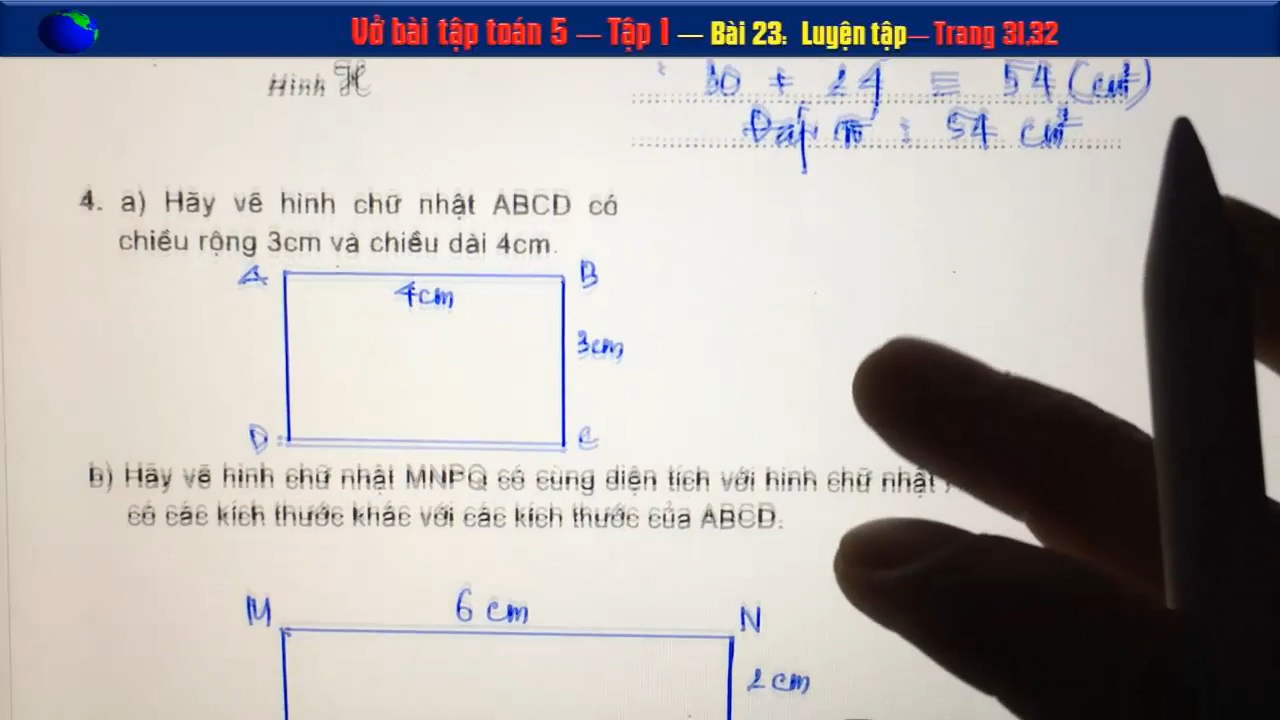 Vở bài tập toán 5 – Tập 1 – Bài 23: Luyện tập – Trang 31,32
Hình H
30 + 24 = 54 (cm²)
Đáp : 54 cm²
4. a) Hãy vẽ hình chữ nhật ABCD có
chiều rộng 3cm và chiều dài 4cm.
A B
4cm
3cm
D C
b) Hãy vẽ hình chữ nhật MNPQ có cùng diện tích với hình chữ nhật
có các kích thước khác với các kích thước của ABCD.
M 6 cm N
2 cm